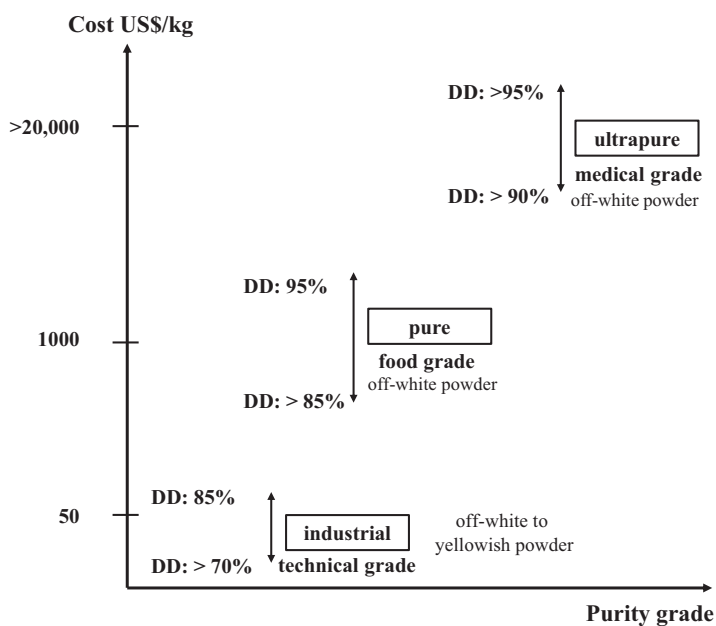 Cost US$/kg
DD: >95%
>20,000
ultrapure
medical grade
DD: > 90%
off-white powder
DD: 95%
pure
1000
food grade
off-white powder
DD: > 85%
DD: 85%
50
industrial
off-white to
yellowish powder
DD: > 70%
technical grade
Purity grade